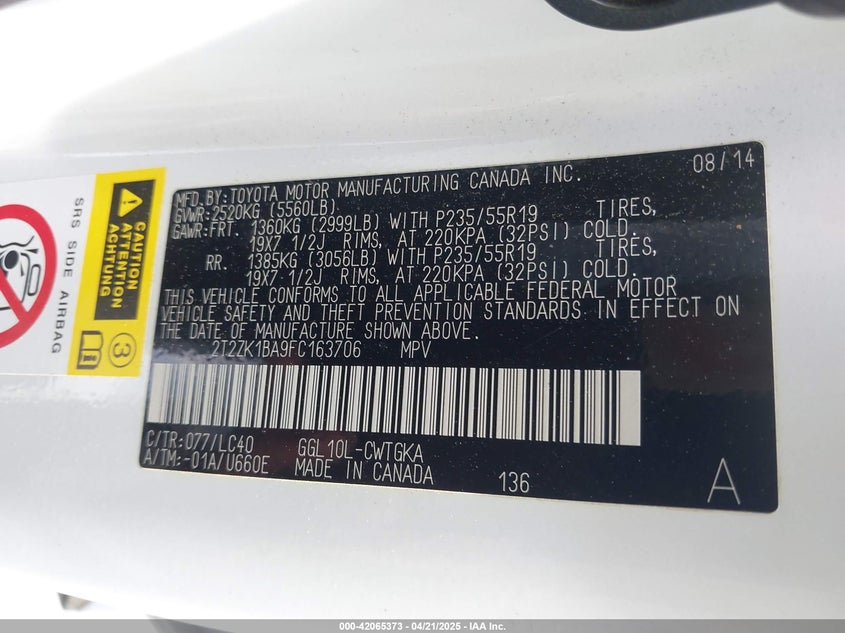 MFD.BY:TOYOTA MOTOR MANUFACTURING CANADA INC. 08/14
GVWR:2520KG (5560LB)
GAWR:FRT. 1360KG (2999LB) WITH P235/55R19 TIRES,
19X7 1/2J RIMS, AT 220KPA (32PSI) COLD.
RR. 1385KG (3056LB) WITH P235/55R19 TIRES,
19X7 1/2J RIMS, AT 220KPA (32PSI) COLD.
THIS VEHICLE CONFORMS TO ALL APPLICABLE FEDERAL MOTOR
VEHICLE SAFETY AND THEFT PREVENTION STANDARDS IN EFFECT ON
THE DATE OF MANUFACTURE SHOWN ABOVE.
2T2ZK1BA9FC163706 MPV
C/TR:077/LC40 GGL10L-CWTGKA
A/TM:-01A/U660E MADE IN CANADA 136 A
CAUTION
ATTENTION
ACHTUNG
SRS SIDE AIRBAG
3
000-42065373 | 04/21/2025 - IAA Inc.